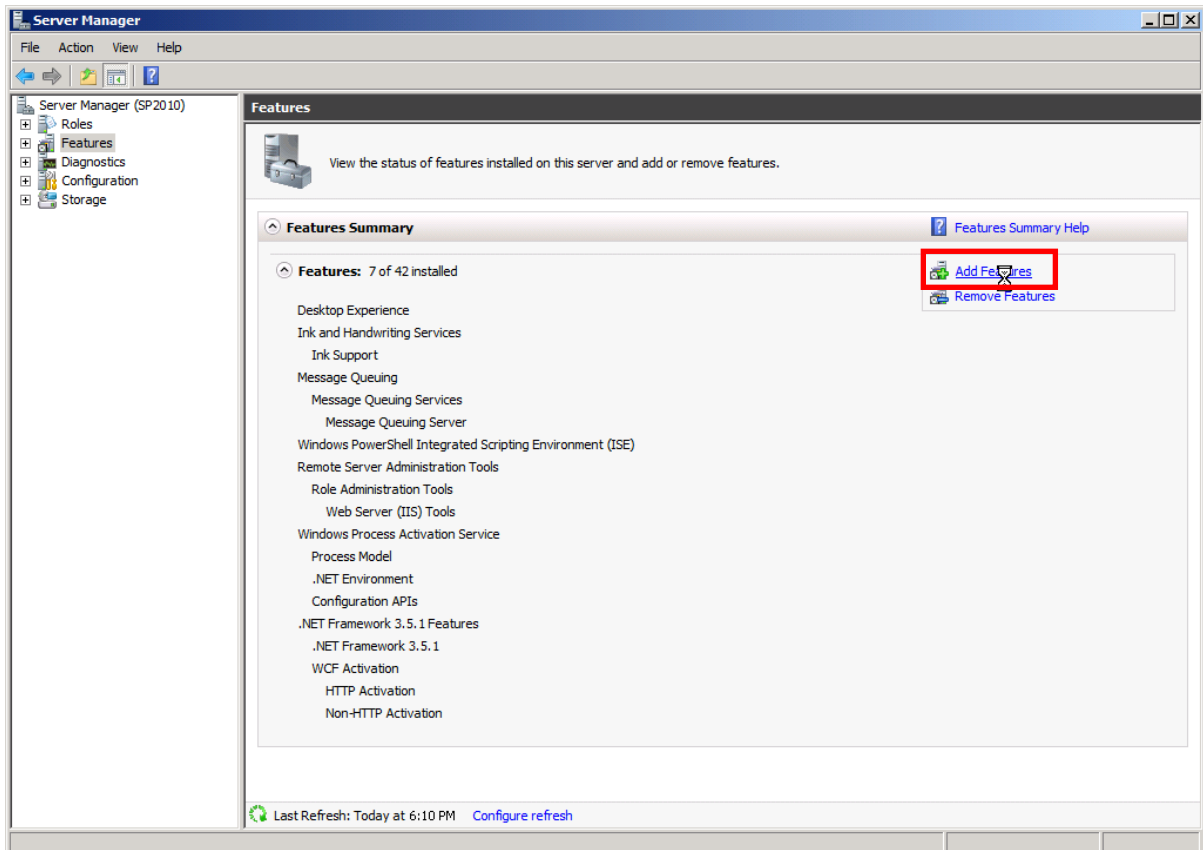 Server Manager
File Action View Help
Server Manager (SP2010)
Roles
Features
Diagnostics
Configuration
Storage
Features
View the status of features installed on this server and add or remove features.
Features Summary
Features Summary Help
Features: 7 of 42 installed
Add Features
Remove Features
Desktop Experience
Ink and Handwriting Services
Ink Support
Message Queuing
Message Queuing Services
Message Queuing Server
Windows PowerShell Integrated Scripting Environment (ISE)
Remote Server Administration Tools
Role Administration Tools
Web Server (IIS) Tools
Windows Process Activation Service
Process Model
.NET Environment
Configuration APIs
.NET Framework 3.5.1 Features
.NET Framework 3.5.1
WCF Activation
HTTP Activation
Non-HTTP Activation
Last Refresh: Today at 6:10 PM Configure refresh